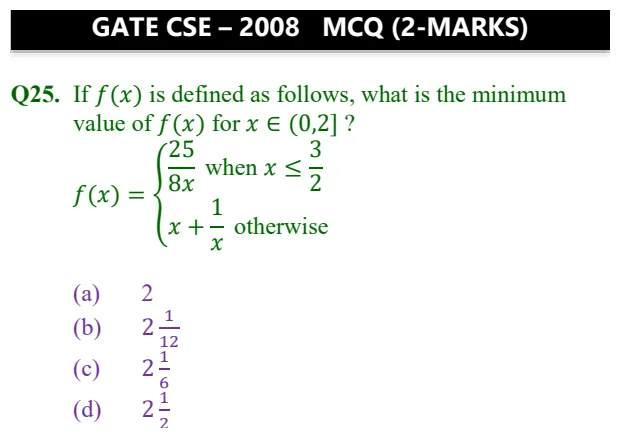 GATE CSE – 2008 MCQ (2-MARKS)
Q25. If f(x) is defined as follows, what is the minimum
value of f(x) for x ∈ (0,2] ?
f(x) = { 25/8x when x ≤ 3/2
x + 1/x otherwise
(a) 2
(b) 2 1/12
(c) 2 1/6
(d) 2 1/2